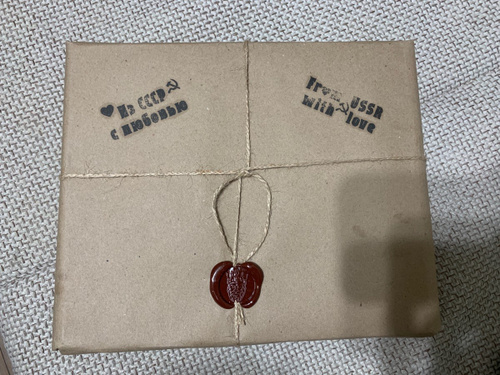 Из СССР
с любовью
From USSR
with love